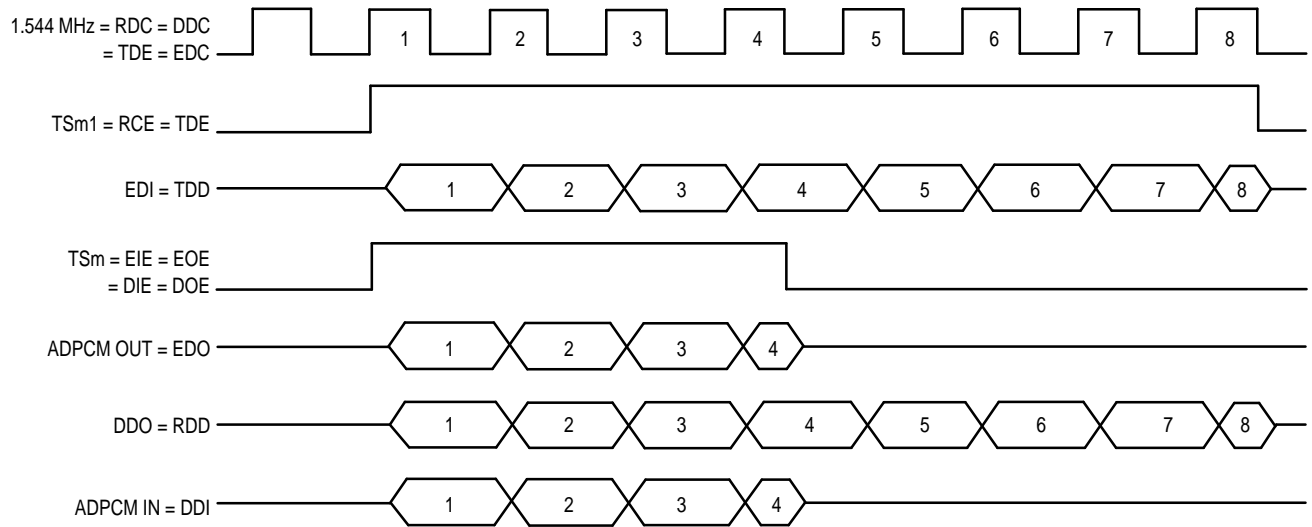 1.544 MHz = RDC = DDC
= TDE = EDC
1 2 3 4 5 6 7 8
TSm1 = RCE = TDE
EDI = TDD
1 2 3 4 5 6 7 8
TSm = EIE = EOE
= DIE = DOE
ADPCM OUT = EDO
1 2 3 4
DDO = RDD
1 2 3 4 5 6 7 8
ADPCM IN = DDI
1 2 3 4